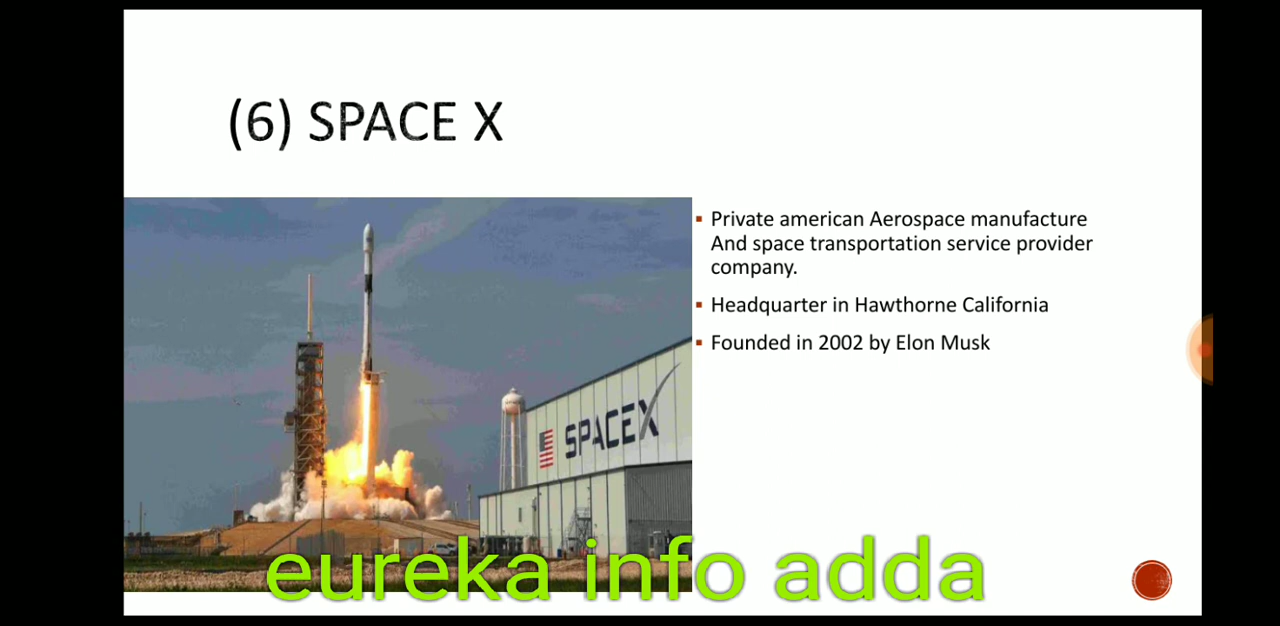 (6) SPACE X
Private american Aerospace manufacture
And space transportation service provider
company.
Headquarter in Hawthorne California
Founded in 2002 by Elon Musk
SPACEX
eureka info adda